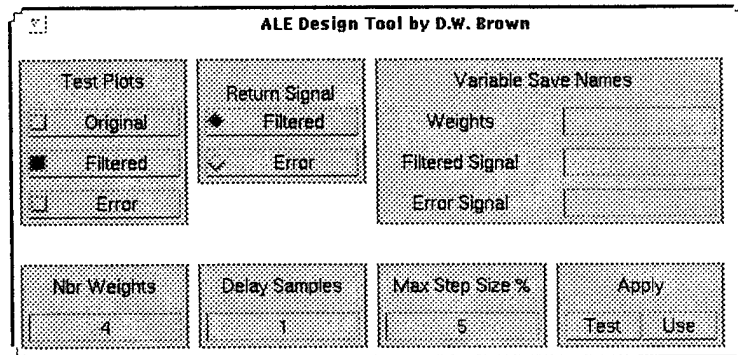 ALE Design Tool by D.W. Brown
Test Plots
Original
Filtered
Error
Return Signal
Filtered
Error
Variable Save Names
Weights
Filtered Signal
Error Signal
Nbr Weights
4
Delay Samples
1
Max Step Size %
5
Apply
Test Use